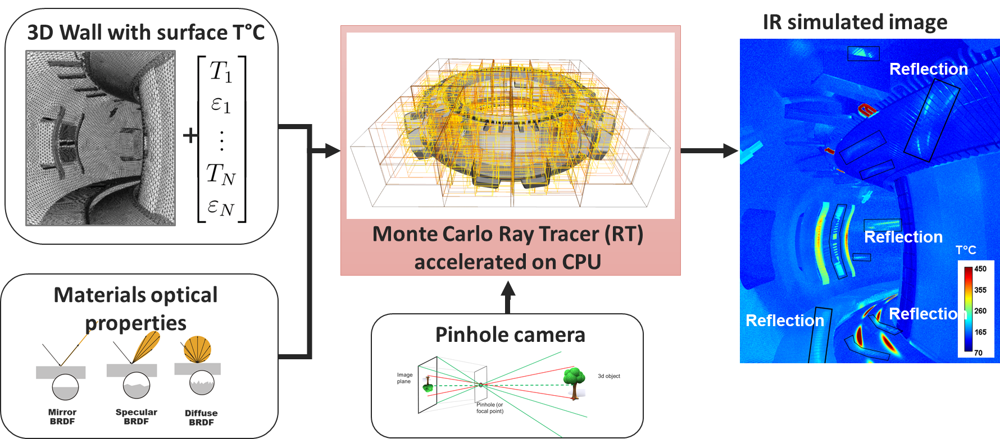 3D Wall with surface T°C
+
T1
ε1
⋮
TN
εN
Materials optical
properties
Mirror
BRDF
Specular
BRDF
Diffuse
BRDF
Monte Carlo Ray Tracer (RT)
accelerated on CPU
Pinhole camera
Image
plane
Pinhole (or
focal point)
3d object
IR simulated image
Reflection
Reflection
Reflection
Reflection
T°C
450
355
260
165
70